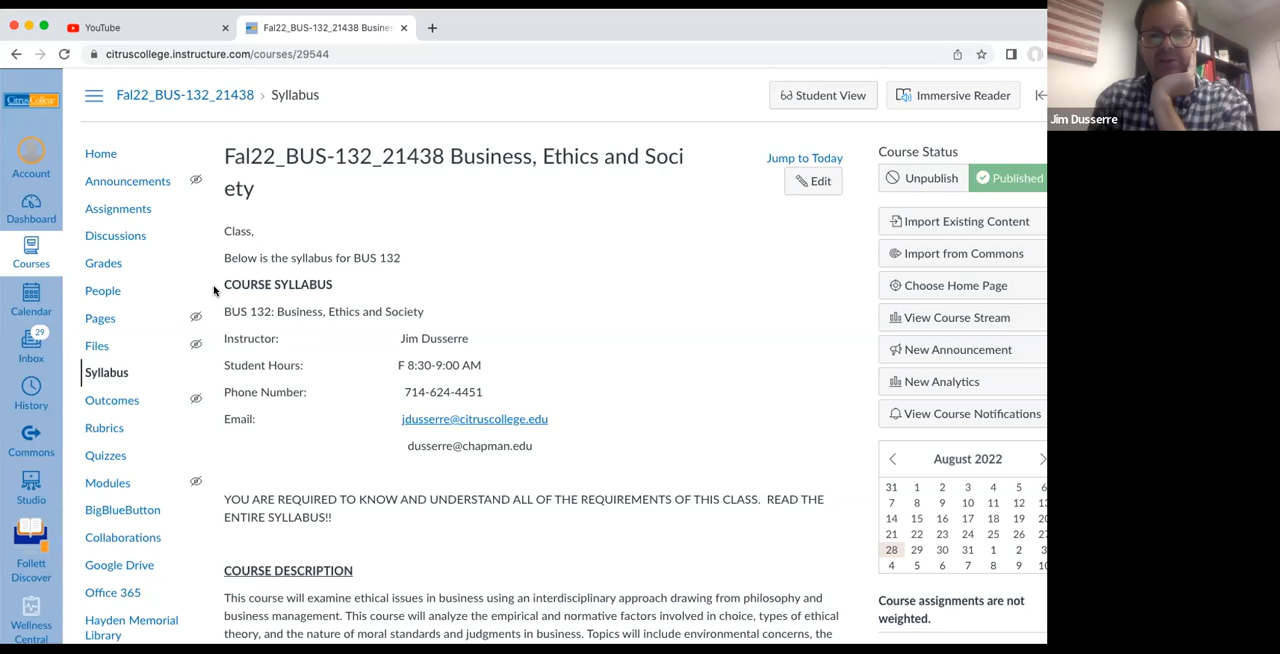 YouTube
Fal22_BUS-132_21438 Busines
citruscollege.instructure.com/courses/29544
Jim Dusserre
Citrus College
Account
Dashboard
Courses
Calendar
29
Inbox
History
Commons
Studio
Follett
Discover
Wellness
Central
Fal22_BUS-132_21438 › Syllabus
Student View
Immersive Reader
Home
Announcements
Assignments
Discussions
Grades
People
Pages
Files
Syllabus
Outcomes
Rubrics
Quizzes
Modules
BigBlueButton
Collaborations
Google Drive
Office 365
Hayden Memorial
Library
Fal22_BUS-132_21438 Business, Ethics and Soci
ety
Jump to Today
Edit
Class,
Below is the syllabus for BUS 132
COURSE SYLLABUS
BUS 132: Business, Ethics and Society
Instructor: Jim Dusserre
Student Hours: F 8:30-9:00 AM
Phone Number: 714-624-4451
Email: jdusserre@citruscollege.edu
dusserre@chapman.edu
YOU ARE REQUIRED TO KNOW AND UNDERSTAND ALL OF THE REQUIREMENTS OF THIS CLASS. READ THE
ENTIRE SYLLABUS!!
COURSE DESCRIPTION
This course will examine ethical issues in business using an interdisciplinary approach drawing from philosophy and
business management. This course will analyze the empirical and normative factors involved in choice, types of ethical
theory, and the nature of moral standards and judgments in business. Topics will include environmental concerns, the
Course Status
Unpublish
Published
Import Existing Content
Import from Commons
Choose Home Page
View Course Stream
New Announcement
New Analytics
View Course Notifications
August 2022
31 1 2 3 4 5 6
7 8 9 10 11 12
14 15 16 17 18 19
21 22 23 24 25 26
28 29 30 31 1 2 3
4 5 6 7 8 9
Course assignments are not
weighted.